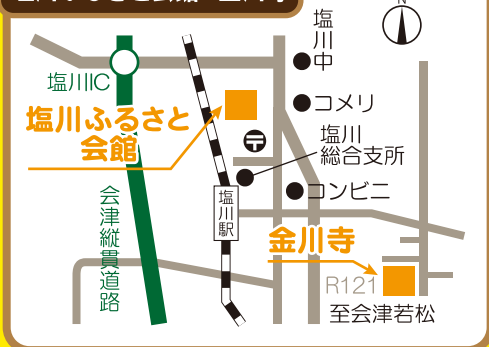 N
塩川中
塩川IC
コメリ
塩川ふるさと
会館
〒
塩川
総合支所
会津縦貫道路
塩川駅
コンビニ
金川寺
R121
至会津若松